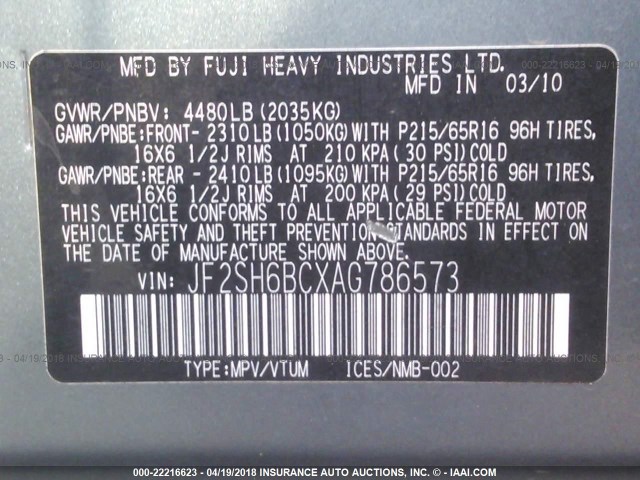 MFD BY FUJI HEAVY INDUSTRIES LTD.
MFD IN 03/10
GVWR/PNBV: 4480LB (2035KG)
GAWR/PNBE:FRONT- 2310LB(1050KG)WITH P215/65R16 96H TIRES,
16X6 1/2J RIMS AT 210 KPA(30 PSI)COLD
GAWR/PNBE:REAR - 2410LB(1095KG)WITH P215/65R16 96H TIRES,
16X6 1/2J RIMS AT 200 KPA(29 PSI)COLD
THIS VEHICLE CONFORMS TO ALL APPLICABLE FEDERAL MOTOR
VEHICLE SAFETY AND THEFT PREVENTION STANDARDS IN EFFECT ON
THE DATE OF MANUFACTURE SHOWN ABOVE.
VIN: JF2SH6BCXAG786573
TYPE:MPV/VTUM ICES/NMB-002
000-22216623 - 04/19/2018 - INSURANCE AUTO AUCTIONS, INC. (C) - IAAI.COM